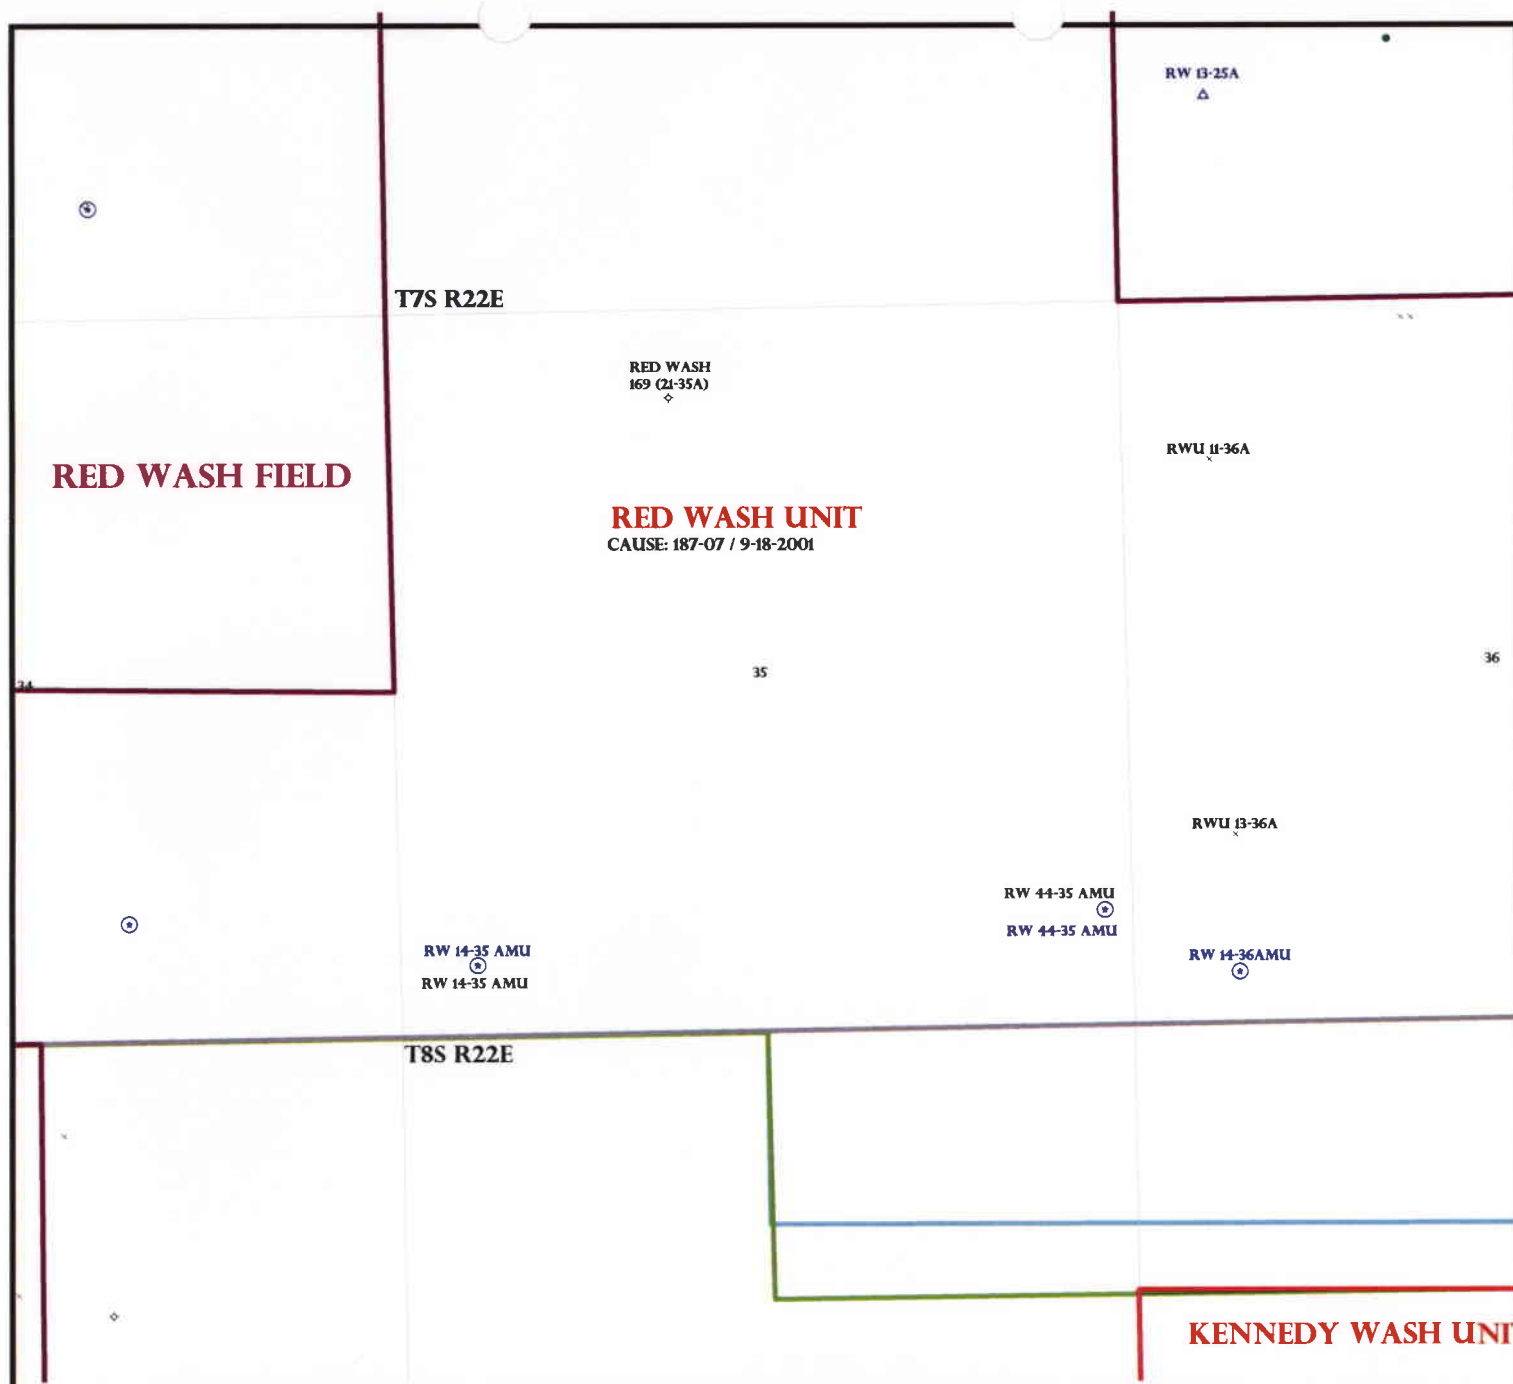 RW 13-25A
T7S R22E
RED WASH
169 (21-35A)
RWU 11-36A
RED WASH FIELD
RED WASH UNIT
CAUSE: 187-07 / 9-18-2001
34
35
36
RWU 13-36A
RW 44-35 AMU
RW 44-35 AMU
RW 14-35 AMU
RW 14-36AMU
RW 14-35 AMU
T8S R22E
KENNEDY WASH UNI